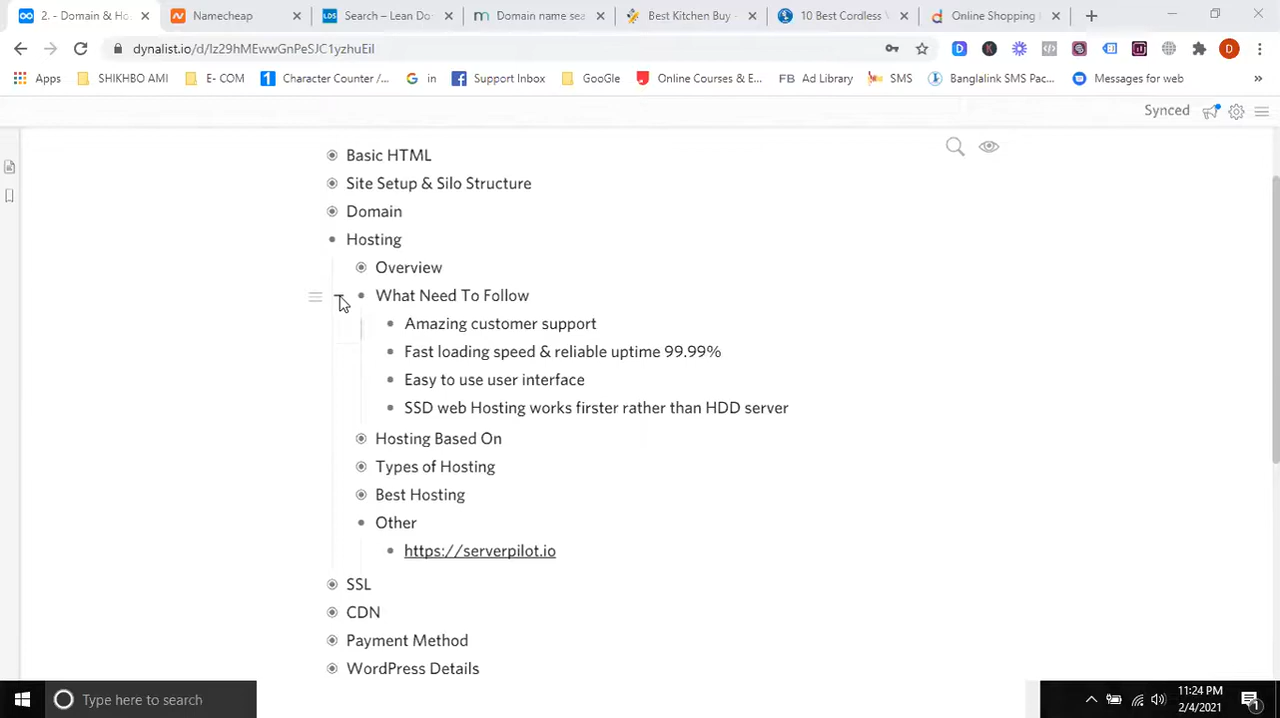 2. - Domain & Ho
Namecheap
LDS
Search – Lean Do
Domain name sea
Best Kitchen Buy -
10 Best Cordless
Online Shopping
dynalist.io/d/Iz29hMEwwGnPeSJC1yzhuEil
Apps
SHIKHBO AMI
E- COM
Character Counter /...
in
Support Inbox
GooGle
Online Courses & E...
FB Ad Library
SMS
Banglalink SMS Pac...
Messages for web
»
Synced
Basic HTML
Site Setup & Silo Structure
Domain
Hosting
Overview
What Need To Follow
Amazing customer support
Fast loading speed & reliable uptime 99.99%
Easy to use user interface
SSD web Hosting works firster rather than HDD server
Hosting Based On
Types of Hosting
Best Hosting
Other
https://serverpilot.io
SSL
CDN
Payment Method
WordPress Details
Type here to search
11:24 PM
2/4/2021